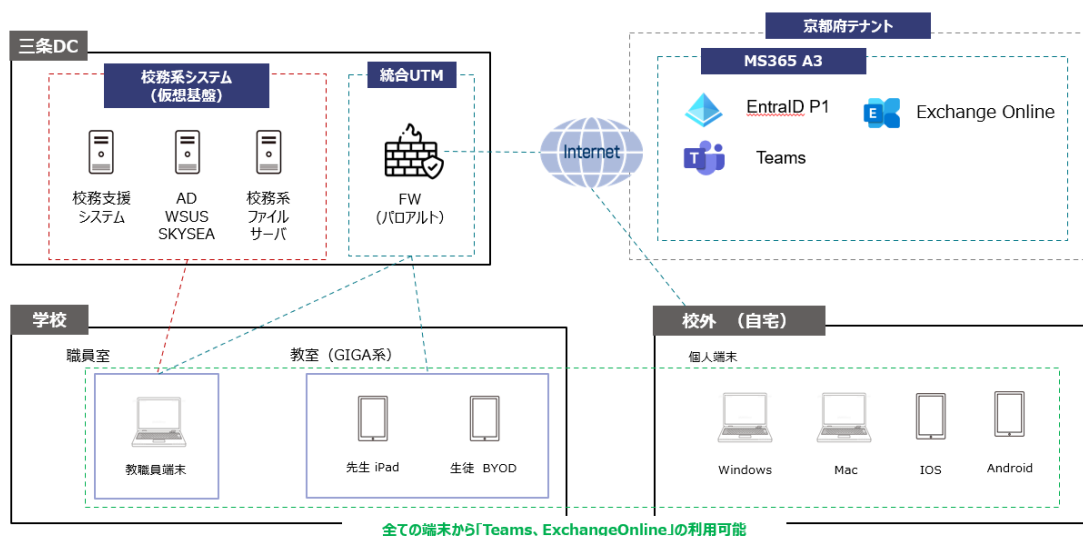 京都府テナント
三条DC
校務系システム
(仮想基盤)
統合UTM
MS365 A3
EntraID P1
Exchange Online
Teams
Internet
校務支援
システム
AD
WSUS
SKYSEA
校務系
ファイル
サーバ
FW
(パロアルト)
学校
校外 (自宅)
職員室
教室(GIGA系)
個人端末
教職員端末
先生 iPad
生徒 BYOD
Windows
Mac
IOS
Android
全ての端末から「Teams、ExchangeOnline」の利用可能